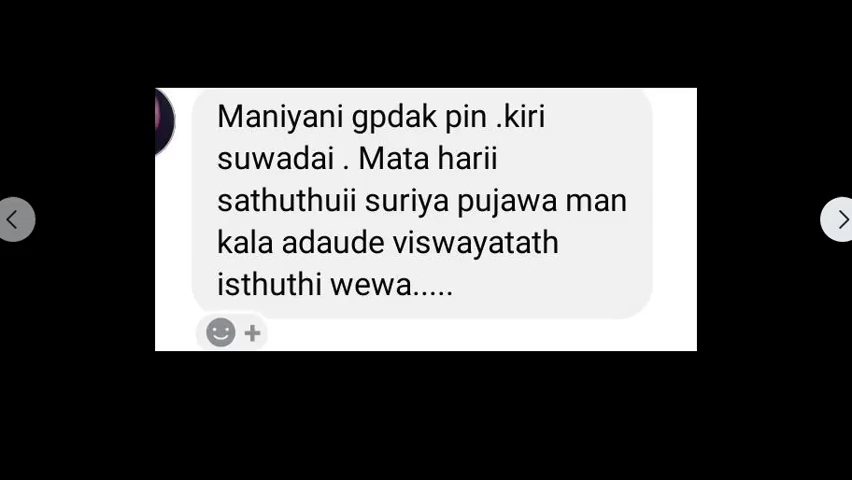 Maniyani gpdak pin .kiri
suwadai . Mata harii
sathuthuii suriya pujawa man
kala adaude viswayatath
isthuthi wewa.....